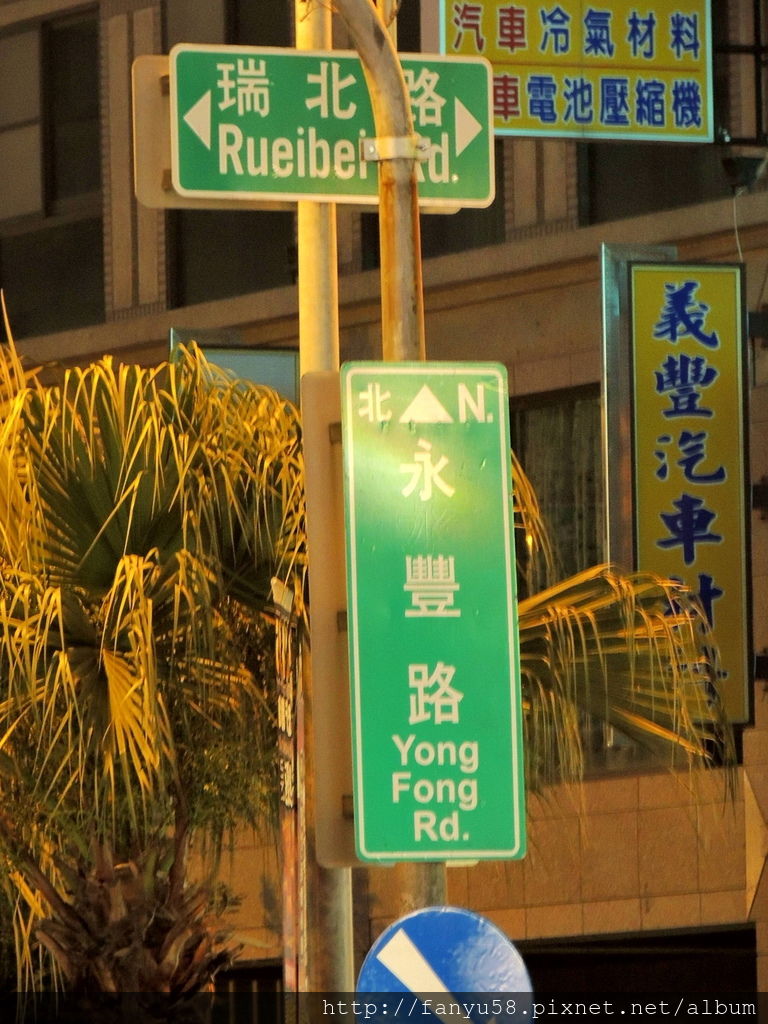 汽車冷氣材料
車電池壓縮機
瑞北路
Rueibei Rd.
北 N.
永豐路
Yong
Fong
Rd.
義豐汽車材
http://fanyu58.pixnet.net/album